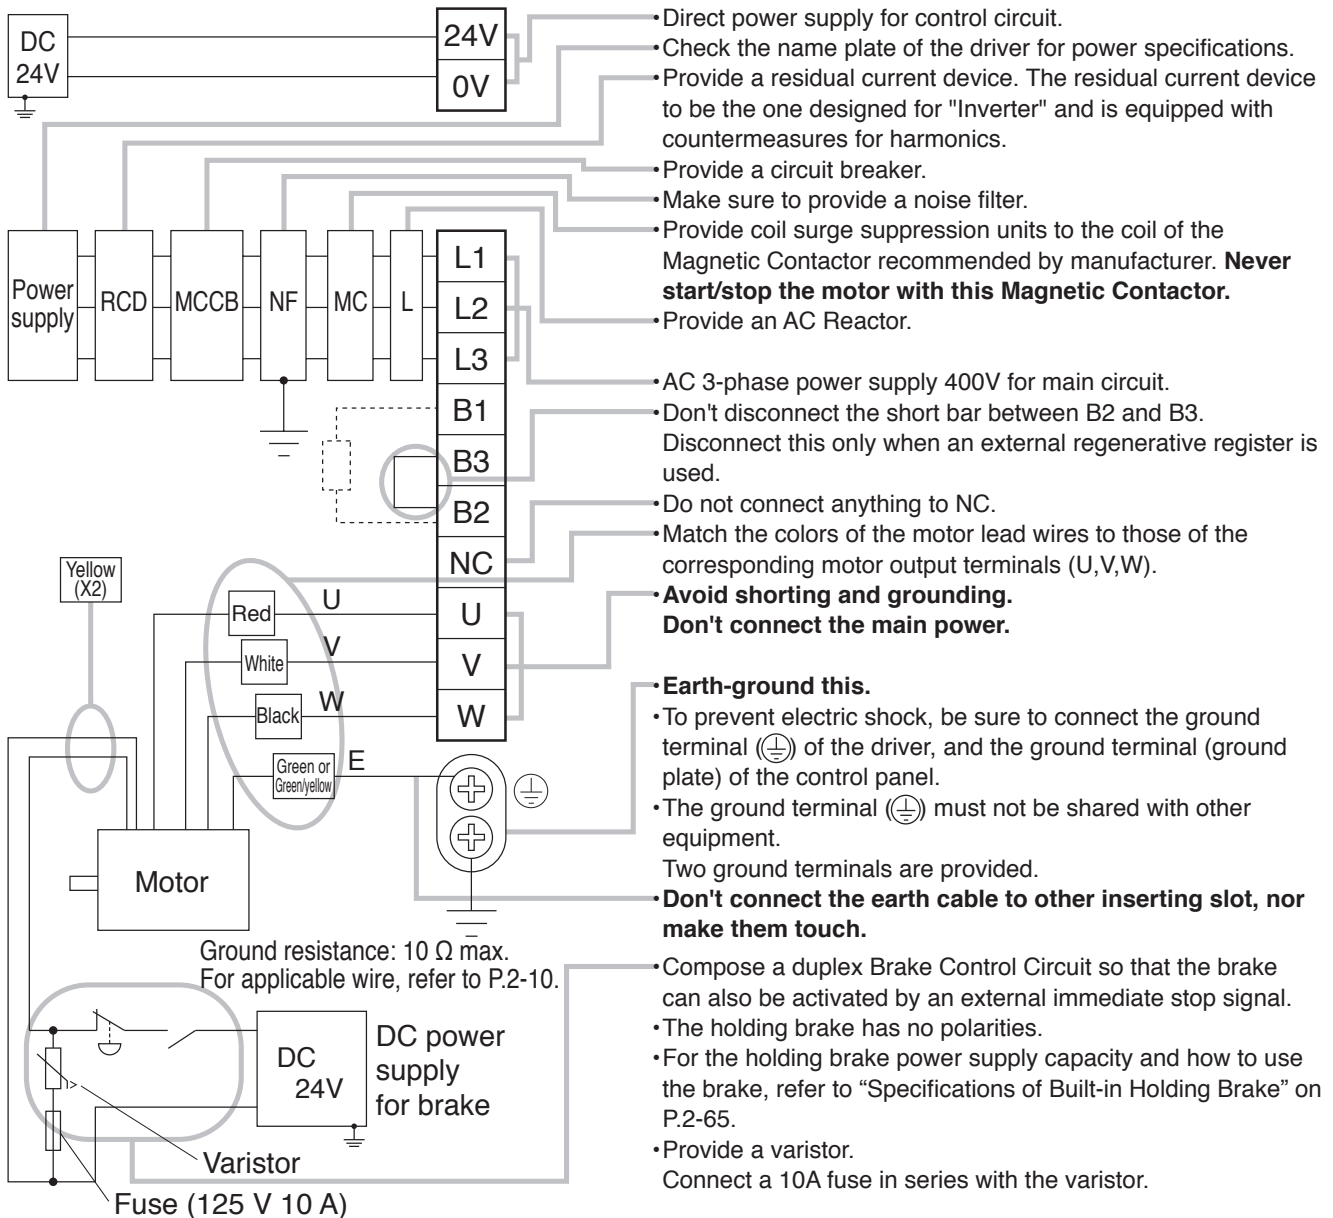 DC
24V
24V
0V
Power
supply
RCD
MCCB
NF
MC
L
L1
L2
L3
B1
B3
B2
NC
U
V
W
Yellow
(X2)
Red
U
White
V
Black
W
Green or
Green/yellow
E
Motor
Ground resistance: 10 Ω max.
For applicable wire, refer to P.2-10.
DC
24V
DC power
supply
for brake
Varistor
Fuse (125 V 10 A)
·Direct power supply for control circuit.
·Check the name plate of the driver for power specifications.
·Provide a residual current device. The residual current device
to be the one designed for "Inverter" and is equipped with
countermeasures for harmonics.
·Provide a circuit breaker.
·Make sure to provide a noise filter.
·Provide coil surge suppression units to the coil of the
Magnetic Contactor recommended by manufacturer. Never
start/stop the motor with this Magnetic Contactor.
·Provide an AC Reactor.
·AC 3-phase power supply 400V for main circuit.
·Don't disconnect the short bar between B2 and B3.
Disconnect this only when an external regenerative register is
used.
·Do not connect anything to NC.
·Match the colors of the motor lead wires to those of the
corresponding motor output terminals (U,V,W).
·Avoid shorting and grounding.
Don't connect the main power.
·Earth-ground this.
·To prevent electric shock, be sure to connect the ground
terminal (⏚) of the driver, and the ground terminal (ground
plate) of the control panel.
·The ground terminal (⏚) must not be shared with other
equipment.
Two ground terminals are provided.
·Don't connect the earth cable to other inserting slot, nor
make them touch.
·Compose a duplex Brake Control Circuit so that the brake
can also be activated by an external immediate stop signal.
·The holding brake has no polarities.
·For the holding brake power supply capacity and how to use
the brake, refer to “Specifications of Built-in Holding Brake” on
P.2-65.
·Provide a varistor.
Connect a 10A fuse in series with the varistor.